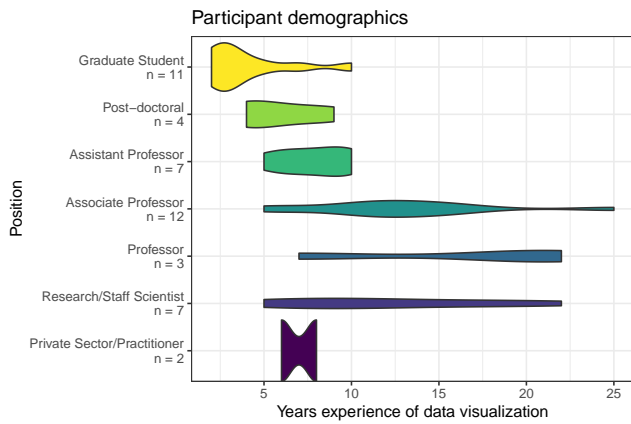 Participant demographics
Graduate Student
n = 11
Post−doctoral
n = 4
Assistant Professor
n = 7
Associate Professor
n = 12
Professor
n = 3
Research/Staff Scientist
n = 7
Private Sector/Practitioner
n = 2
Position
5 10 15 20 25
Years experience of data visualization